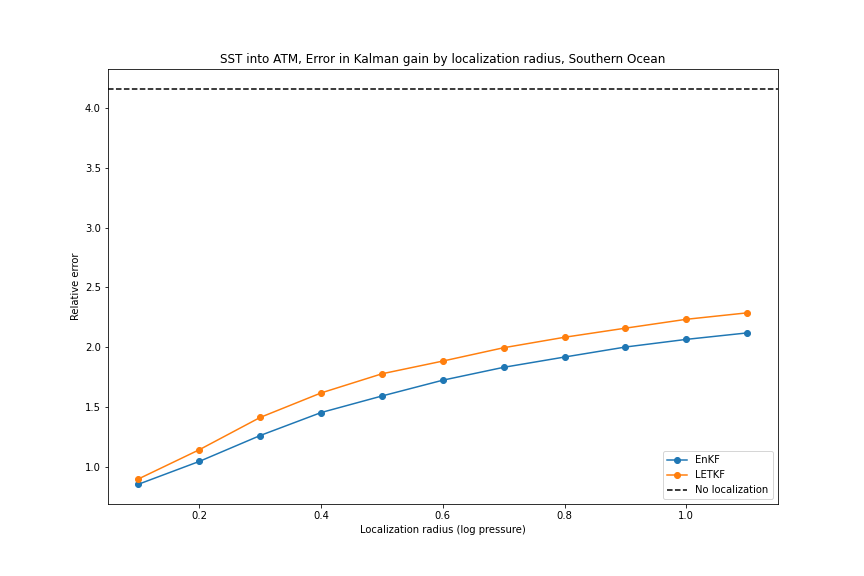 SST into ATM, Error in Kalman gain by localization radius, Southern Ocean
4.0
3.5
3.0
2.5
2.0
1.5
1.0
Relative error
0.2
0.4
0.6
0.8
1.0
Localization radius (log pressure)
EnKF
LETKF
No localization